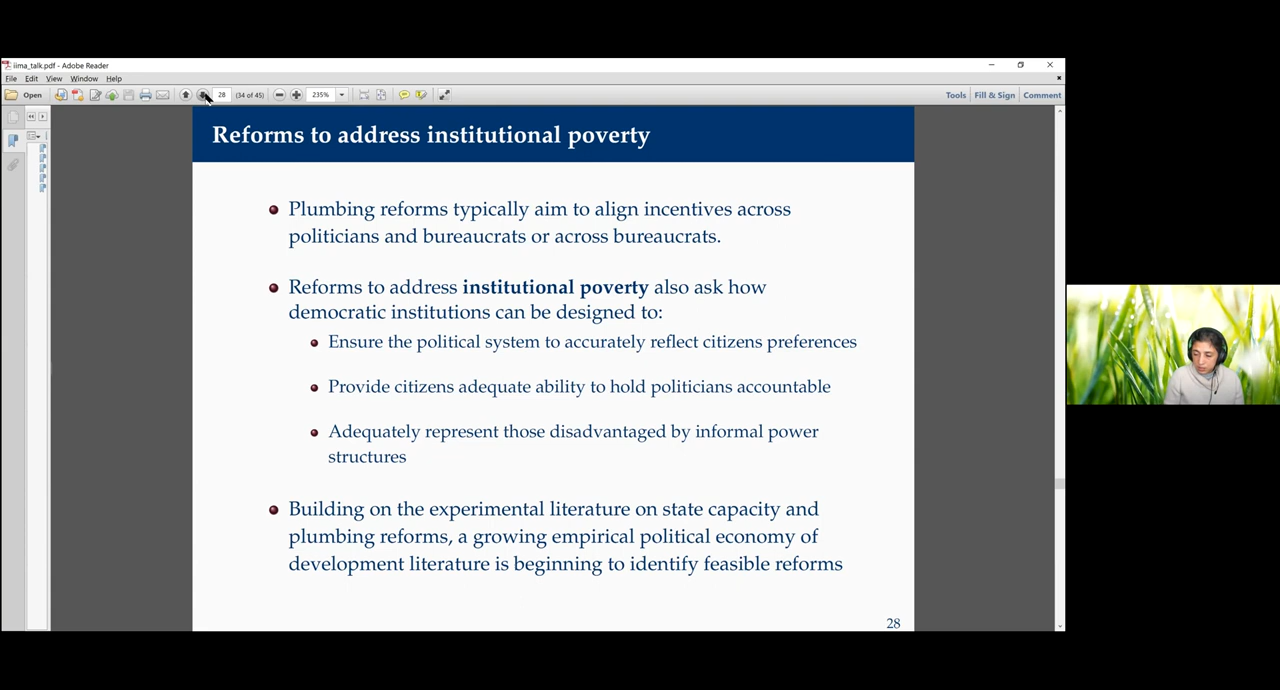 iima_talk.pdf - Adobe Reader
File Edit View Window Help
Open 28 (34 of 45) 235% Tools Fill & Sign Comment
Reforms to address institutional poverty
Plumbing reforms typically aim to align incentives across
politicians and bureaucrats or across bureaucrats.
Reforms to address institutional poverty also ask how
democratic institutions can be designed to:
Ensure the political system to accurately reflect citizens preferences
Provide citizens adequate ability to hold politicians accountable
Adequately represent those disadvantaged by informal power
structures
Building on the experimental literature on state capacity and
plumbing reforms, a growing empirical political economy of
development literature is beginning to identify feasible reforms
28